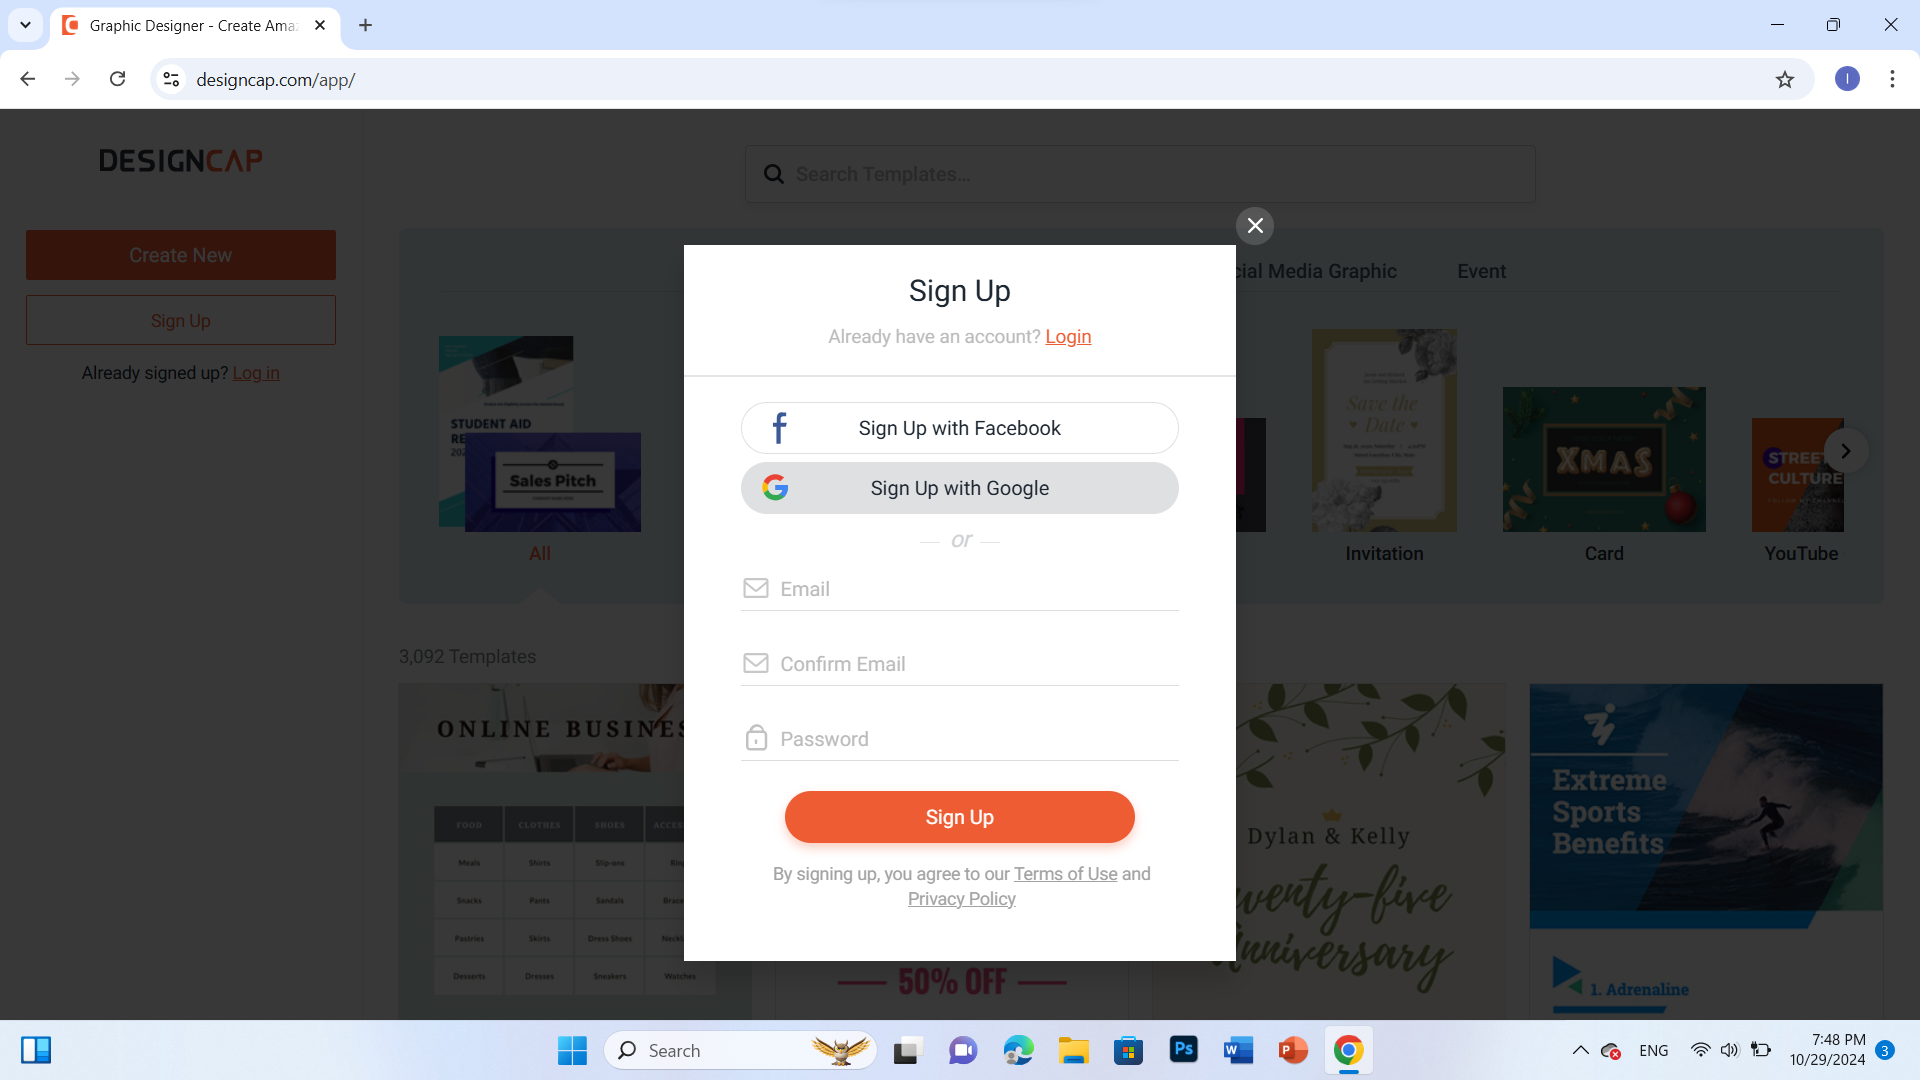 Graphic Designer - Create Ama
designcap.com/app/
DESIGNCAP
Search Templates...
Create New
Sign Up
Already signed up? Log in
cial Media Graphic
Event
Sign Up
Already have an account? Login
Sign Up with Facebook
Sign Up with Google
or
Email
Confirm Email
Password
Sign Up
By signing up, you agree to our Terms of Use and
Privacy Policy
STUDENT AID
RE
202
Sales Pitch
All
Save the
Date
Invitation
XMAS
Card
STREET
CULTURE
YouTube
3,092 Templates
ONLINE BUSINES
FOOD CLOTHES SHOES ACCES
Meals Shirts Slip-ons Rin
Snacks Pants Sandals Brace
Pastries Skirts Dress Shoes Neckl
Desserts Dresses Sneakers Watches
50% OFF
Dylan & Kelly
wenty-five
nniversary
Extreme
Sports
Benefits
1. Adrenaline
Search
Ps
W
P
ENG
7:48 PM
10/29/2024
3
I